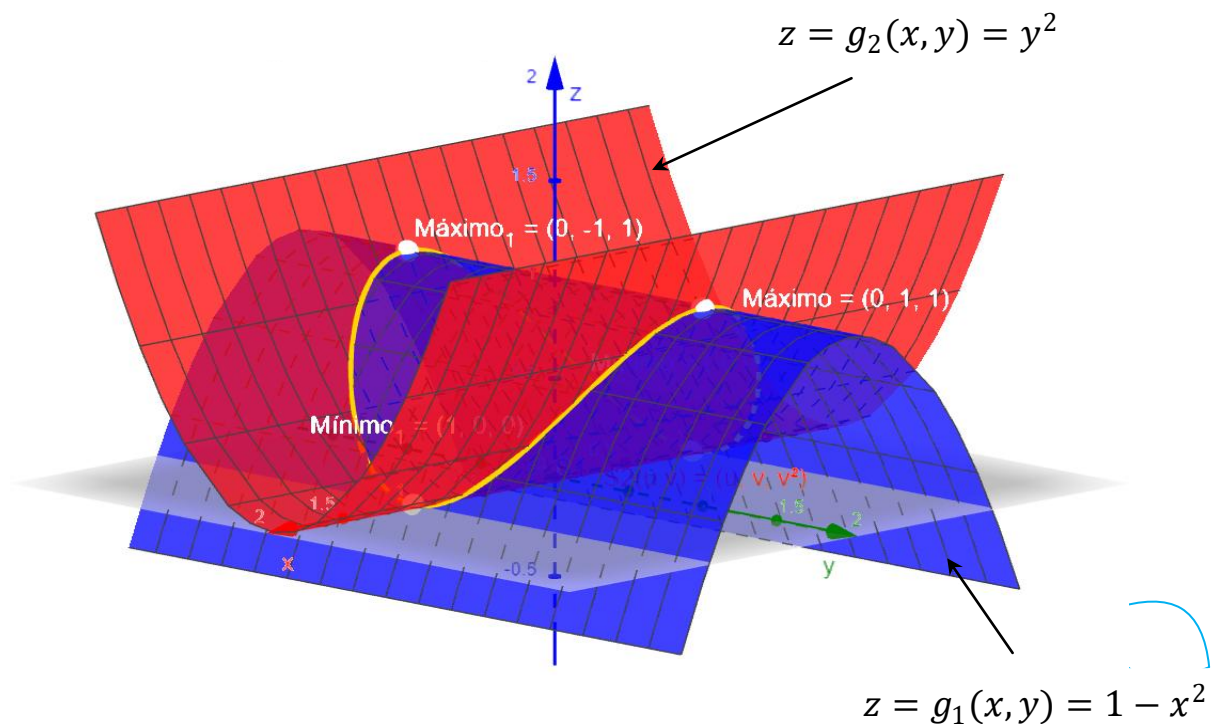 z = g₂(x, y) = y²
2
z
1.5
Máximo₁ = (0, -1, 1)
Máximo = (0, 1, 1)
Mínimo₁ = (1, 0, 0)
v, v²)
2
1.5
x
1.5
2
y
-0.5
z = g₁(x, y) = 1 − x²